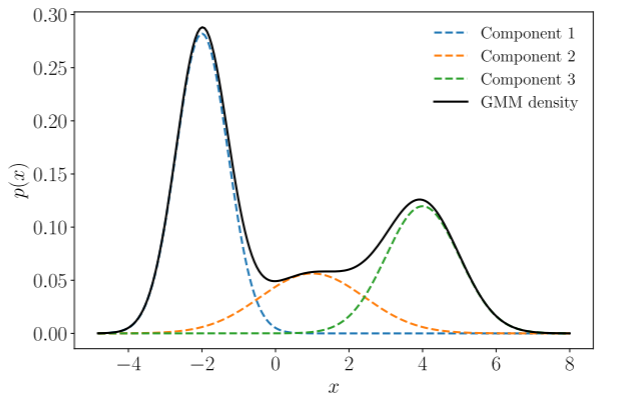 0.30
0.25
0.20
0.15
0.10
0.05
0.00
p(x)
−4 −2 0 2 4 6 8
x
Component 1
Component 2
Component 3
GMM density